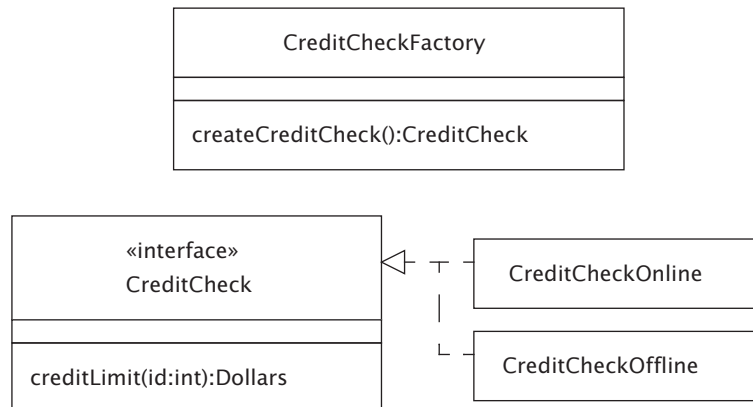 CreditCheckFactory
createCreditCheck():CreditCheck
«interface»
CreditCheck
creditLimit(id:int):Dollars
CreditCheckOnline
CreditCheckOffline